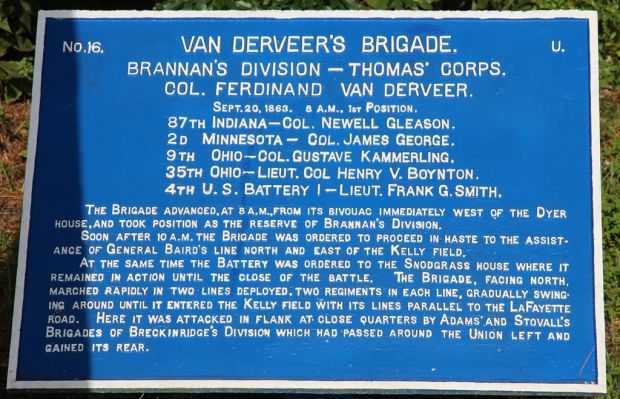 No.16. VAN DERVEER'S BRIGADE. U.
BRANNAN'S DIVISION — THOMAS' CORPS.
COL. FERDINAND VAN DERVEER.
SEPT. 20, 1863. 8 A.M., 1ST POSITION.
87TH INDIANA—COL. NEWELL GLEASON.
2D MINNESOTA — COL. JAMES GEORGE.
9TH OHIO—COL. GUSTAVE KAMMERLING.
35TH OHIO—LIEUT. COL HENRY V. BOYNTON.
4TH U.S. BATTERY I—LIEUT. FRANK G. SMITH.
THE BRIGADE ADVANCED, AT 8 A.M., FROM ITS BIVOUAC IMMEDIATELY WEST OF THE DYER
HOUSE, AND TOOK POSITION AS THE RESERVE OF BRANNAN'S DIVISION.
SOON AFTER 10 A.M. THE BRIGADE WAS ORDERED TO PROCEED IN HASTE TO THE ASSIST-
ANCE OF GENERAL BAIRD'S LINE NORTH AND EAST OF THE KELLY FIELD.
AT THE SAME TIME THE BATTERY WAS ORDERED TO THE SNODGRASS HOUSE WHERE IT
REMAINED IN ACTION UNTIL THE CLOSE OF THE BATTLE. THE BRIGADE, FACING NORTH,
MARCHED RAPIDLY IN TWO LINES DEPLOYED, TWO REGIMENTS IN EACH LINE, GRADUALLY SWING-
ING AROUND UNTIL IT ENTERED THE KELLY FIELD WITH ITS LINES PARALLEL TO THE LAFAYETTE
ROAD. HERE IT WAS ATTACKED IN FLANK AT CLOSE QUARTERS BY ADAMS' AND STOVALL'S
BRIGADES OF BRECKINRIDGE'S DIVISION WHICH HAD PASSED AROUND THE UNION LEFT AND
GAINED ITS REAR.